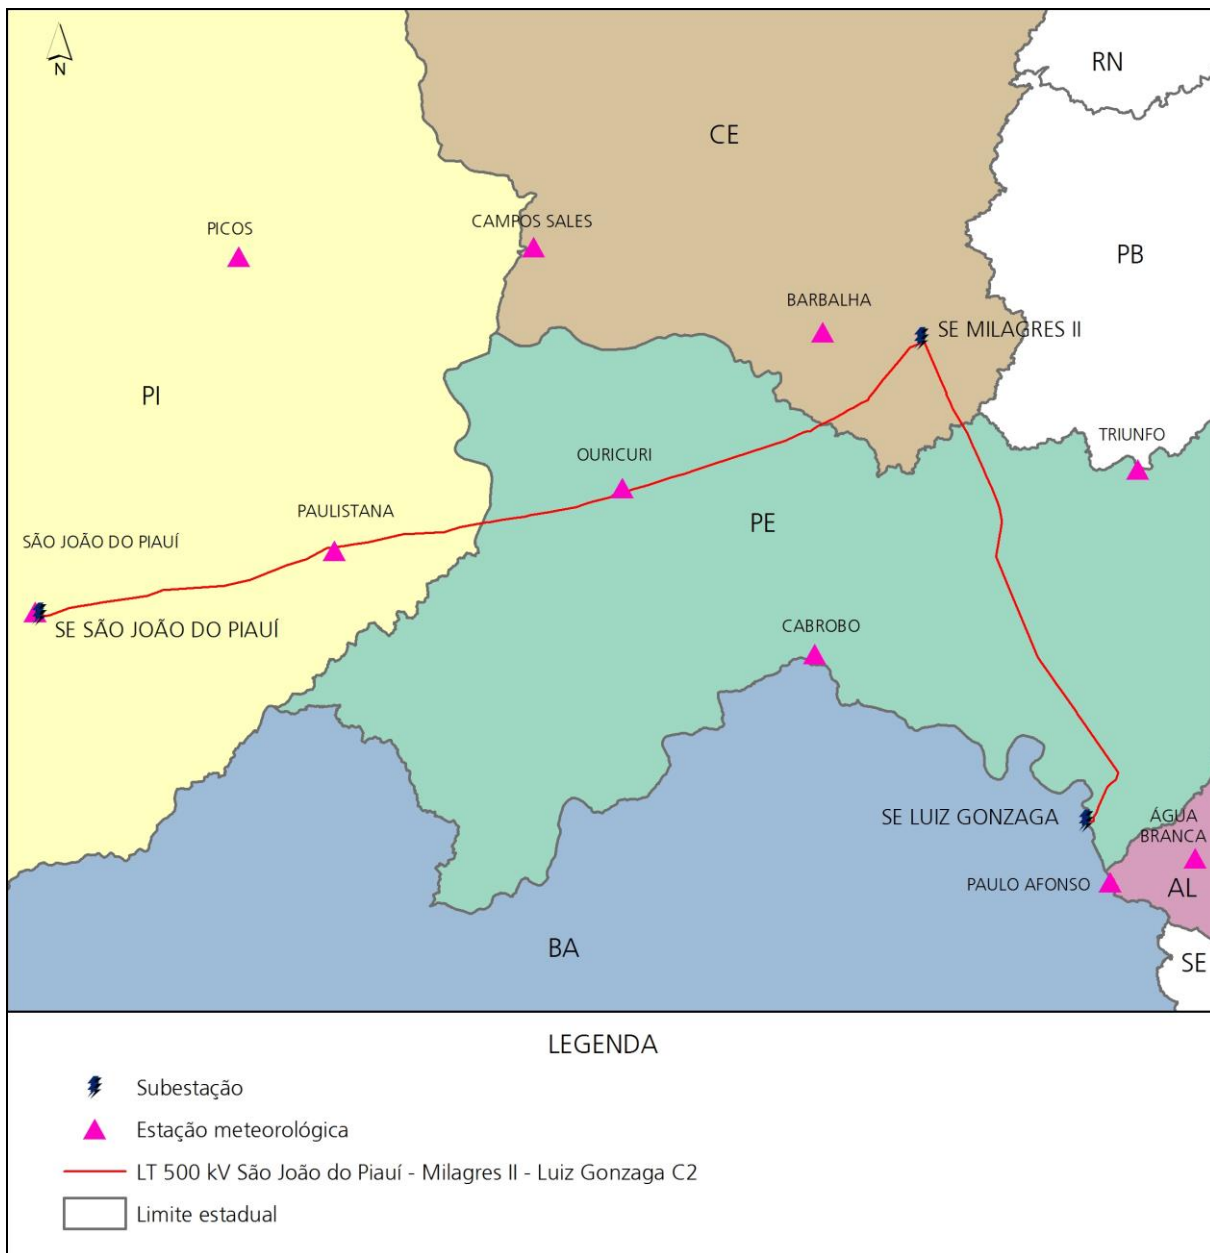 RN
N
CE
CAMPOS SALES
PICOS
PB
BARBALHA
SE MILAGRES II
PI
TRIUNFO
OURICURI
PAULISTANA
PE
SÃO JOÃO DO PIAUÍ
SE SÃO JOÃO DO PIAUÍ
CABROBO
SE LUIZ GONZAGA
ÁGUA
BRANCA
PAULO AFONSO
AL
BA
SE
LEGENDA
Subestação
Estação meteorológica
LT 500 kV São João do Piauí - Milagres II - Luiz Gonzaga C2
Limite estadual